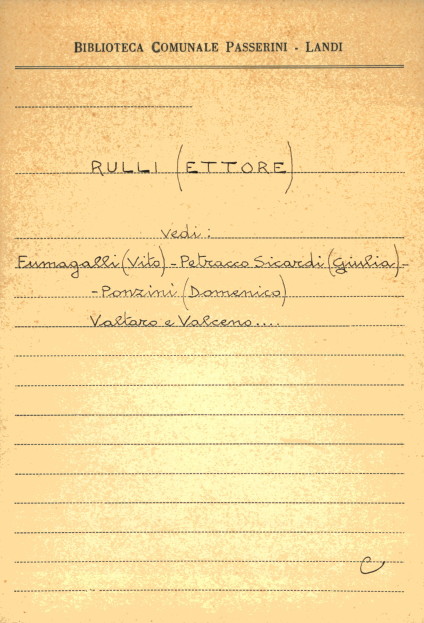 BIBLIOTECA COMUNALE PASSERINI - LANDI
RULLI (ETTORE)
Vedi:
Fumagalli (Vito) - Petracco Sicardi (Giulia) -
- Ponzini (Domenico)
Valtaro e Valceno....
C